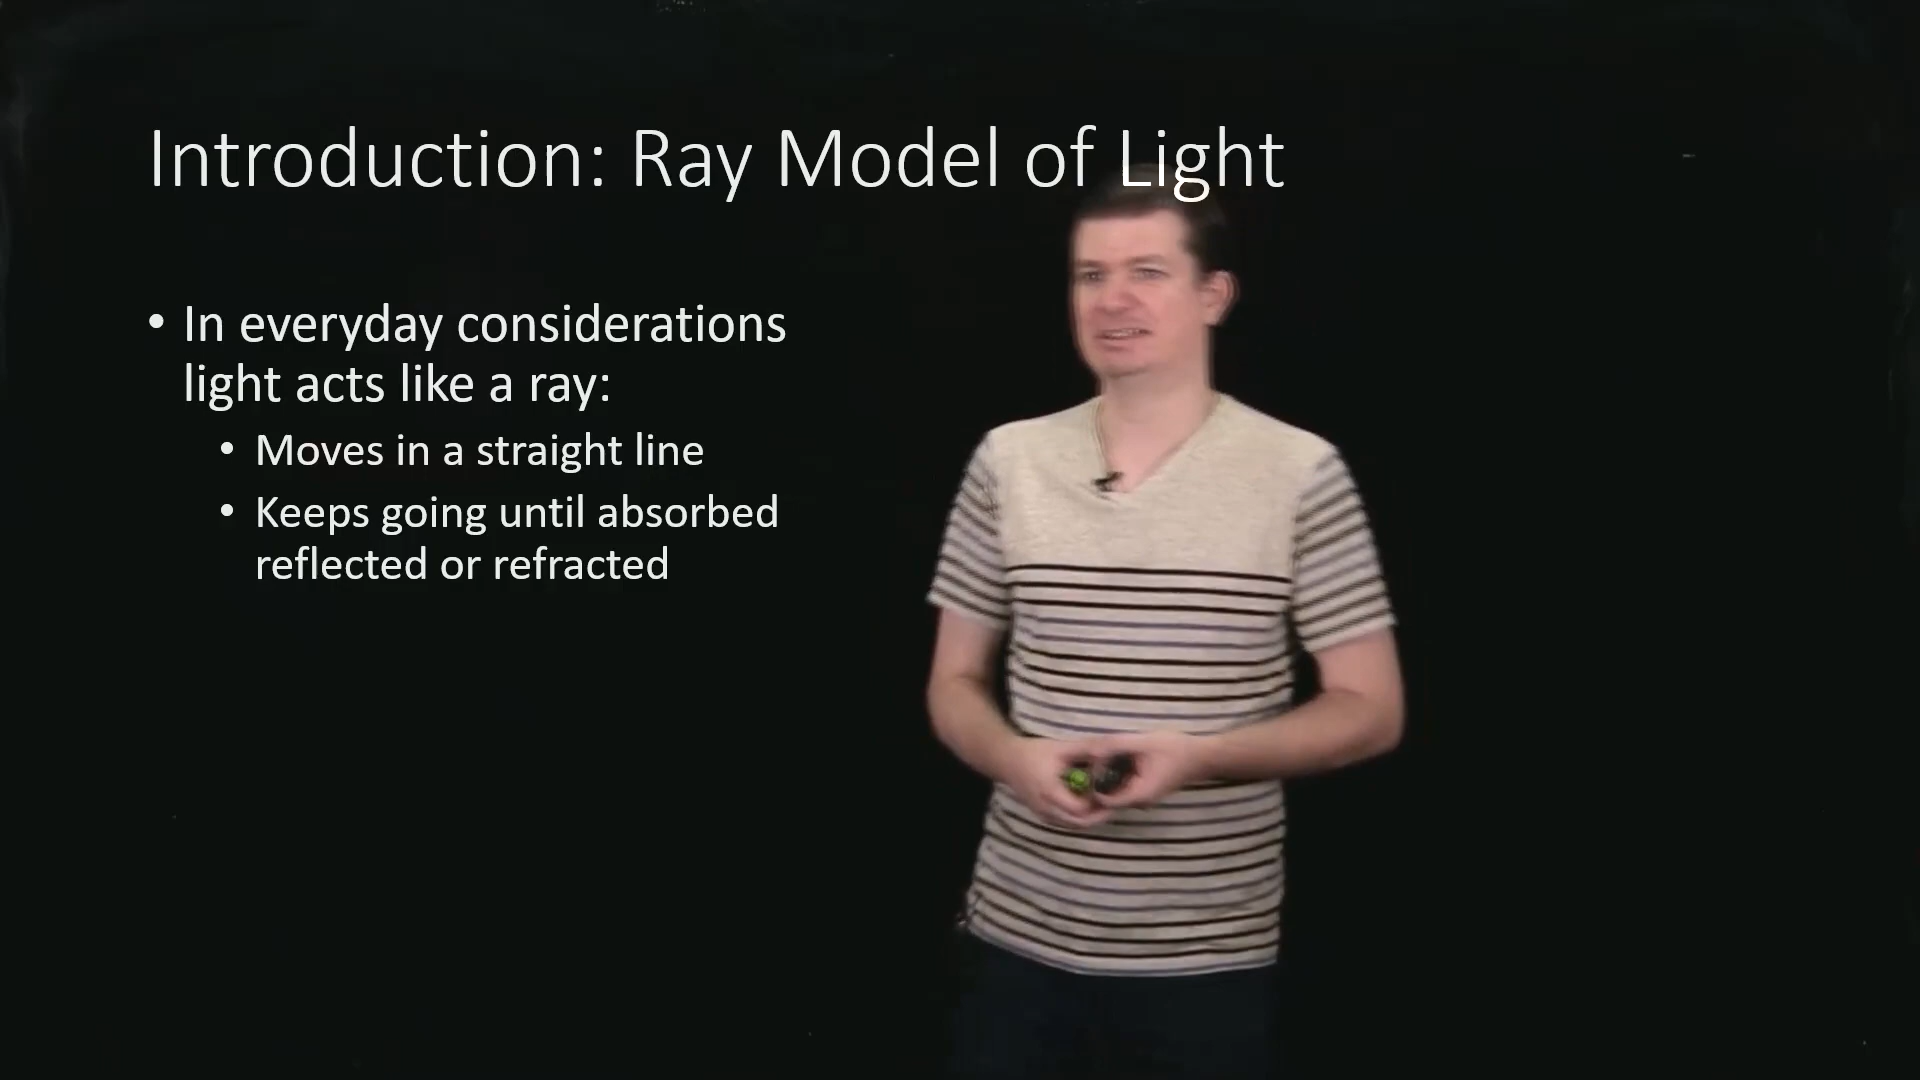 Introduction: Ray Model of Light
• In everyday considerations
light acts like a ray:
• Moves in a straight line
• Keeps going until absorbed
reflected or refracted